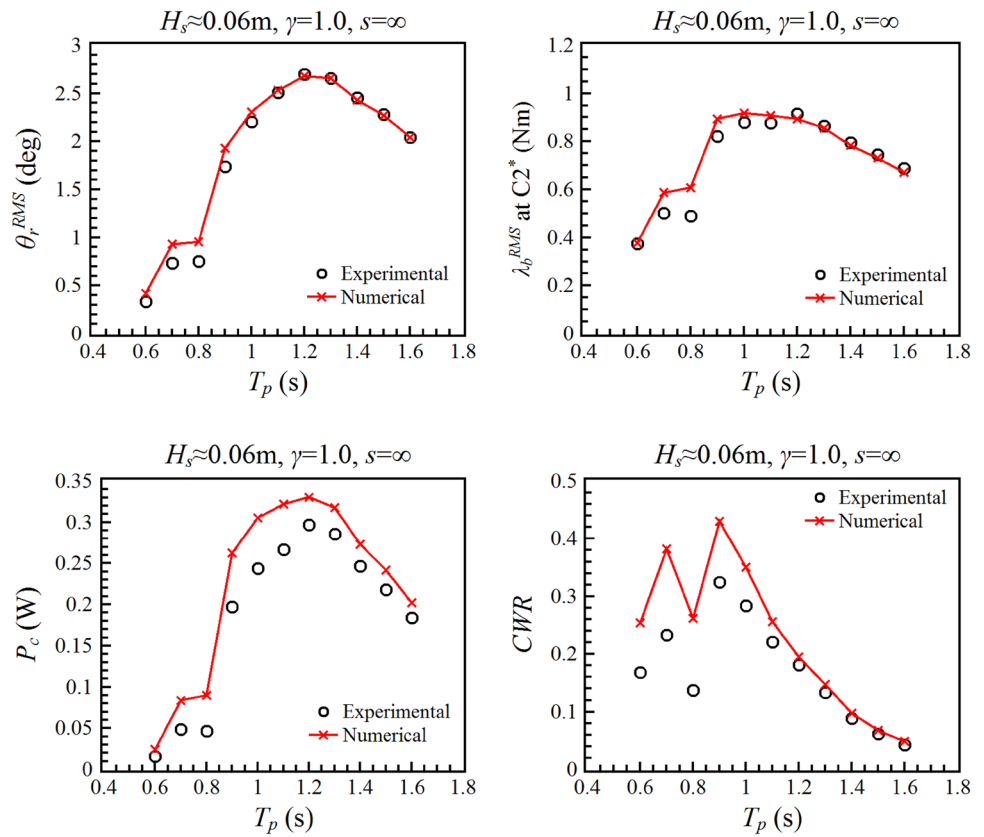 Hs≈0.06m, γ=1.0, s=∞
θr^RMS (deg)
3
2.5
2
1.5
1
0.5
0
Experimental
Numerical
0.4 0.6 0.8 1 1.2 1.4 1.6 1.8
Tp (s)
Hs≈0.06m, γ=1.0, s=∞
λb^RMS at C2* (Nm)
1.2
1
0.8
0.6
0.4
0.2
0
Experimental
Numerical
0.4 0.6 0.8 1 1.2 1.4 1.6 1.8
Tp (s)
Hs≈0.06m, γ=1.0, s=∞
Pc (W)
0.35
0.3
0.25
0.2
0.15
0.1
0.05
0
Experimental
Numerical
0.4 0.6 0.8 1 1.2 1.4 1.6 1.8
Tp (s)
Hs≈0.06m, γ=1.0, s=∞
CWR
0.5
0.4
0.3
0.2
0.1
0
Experimental
Numerical
0.4 0.6 0.8 1 1.2 1.4 1.6 1.8
Tp (s)